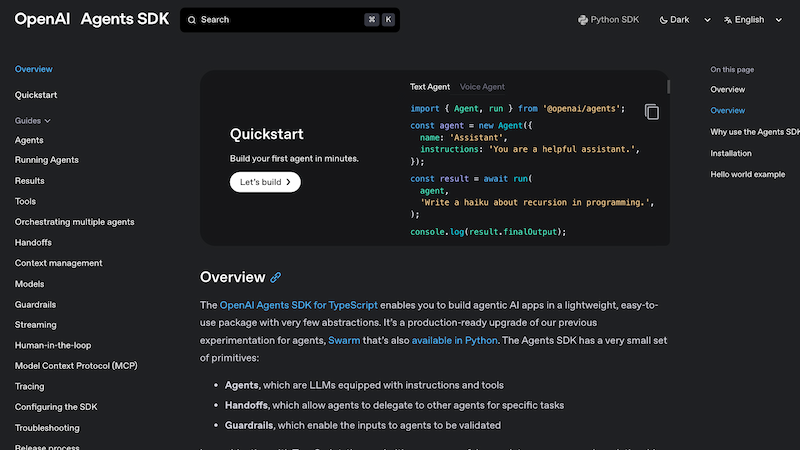 OpenAI Agents SDK
Search
⌘ K
Python SDK
Dark
English
Overview
Quickstart
Guides
Agents
Running Agents
Results
Tools
Orchestrating multiple agents
Handoffs
Context management
Models
Guardrails
Streaming
Human-in-the-loop
Model Context Protocol (MCP)
Tracing
Configuring the SDK
Troubleshooting
Release process
Quickstart
Build your first agent in minutes.
Let's build
Text Agent Voice Agent
import { Agent, run } from '@openai/agents';
const agent = new Agent({
name: 'Assistant',
instructions: 'You are a helpful assistant.',
});
const result = await run(
agent,
'Write a haiku about recursion in programming.',
);
console.log(result.finalOutput);
Overview
The OpenAI Agents SDK for TypeScript enables you to build agentic AI apps in a lightweight, easy-to-
use package with very few abstractions. It's a production-ready upgrade of our previous
experimentation for agents, Swarm that's also available in Python. The Agents SDK has a very small set
of primitives:
• Agents, which are LLMs equipped with instructions and tools
• Handoffs, which allow agents to delegate to other agents for specific tasks
• Guardrails, which enable the inputs to agents to be validated
On this page
Overview
Overview
Why use the Agents SDK
Installation
Hello world example